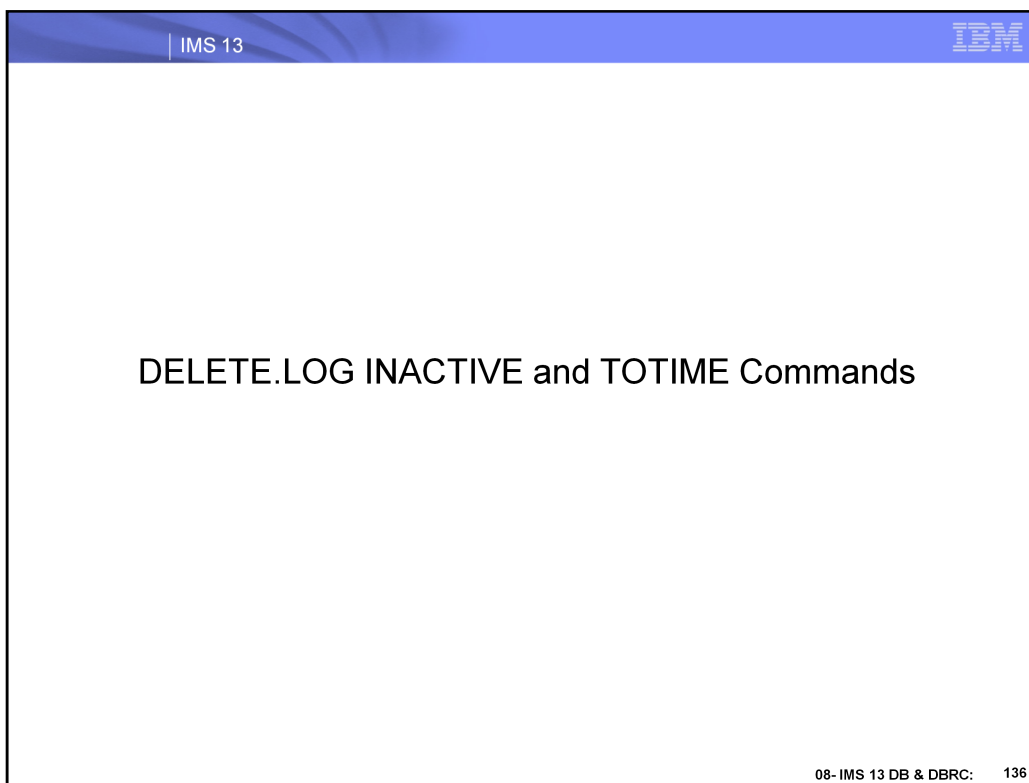 IMS 13
IBM
DELETE.LOG INACTIVE and TOTIME Commands
08- IMS 13 DB & DBRC: 136